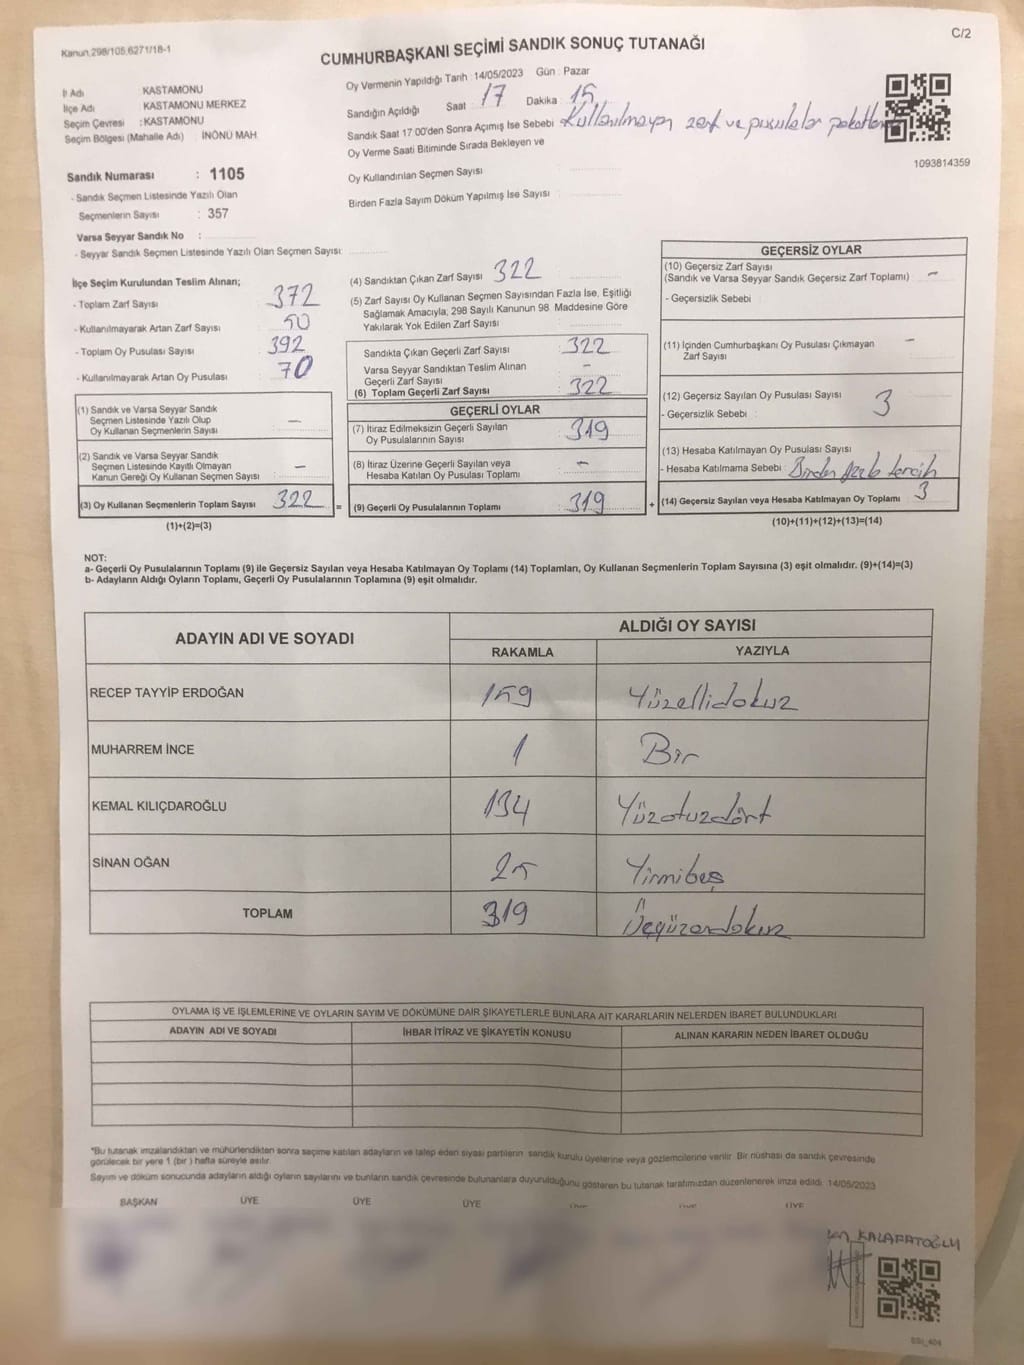 Kanun 298/105,6271/18-1
C/2
CUMHURBAŞKANI SEÇİMİ SANDIK SONUÇ TUTANAĞI
İl Adı KASTAMONU
İlçe Adı KASTAMONU MERKEZ
Seçim Çevresi : KASTAMONU
Seçim Bölgesi (Mahalle Adı) İNÖNÜ MAH.
Sandık Numarası : 1105
- Sandık Seçmen Listesinde Yazılı Olan
Seçmenlerin Sayısı : 357
Varsa Seyyar Sandık No :
- Seyyar Sandık Seçmen Listesinde Yazılı Olan Seçmen Sayısı:
Oy Vermenin Yapıldığı Tarih : 14/05/2023 Gün : Pazar
Sandığın Açıldığı Saat : 17 Dakika : 15
Sandık Saat 17.00'den Sonra Açımış İse Sebebi Kullanılmayan zarf ve pusulalar
Oy Verme Saati Bitiminde Sırada Bekleyen ve
Oy Kullandırılan Seçmen Sayısı
Birden Fazla Sayım Döküm Yapılmış İse Sayısı
1093814359
İlçe Seçim Kurulundan Teslim Alınan;
- Toplam Zarf Sayısı 372
- Kullanılmayarak Artan Zarf Sayısı 50
- Toplam Oy Pusulası Sayısı 392
- Kullanılmayarak Artan Oy Pusulası 70
(1) Sandık ve Varsa Seyyar Sandık
Seçmen Listesinde Yazılı Olup
Oy Kullanan Seçmenlerin Sayısı –
(2) Sandık ve Varsa Seyyar Sandık
Seçmen Listesinde Kayıtlı Olmayan
Kanun Gereği Oy Kullanan Seçmen Sayısı –
(3) Oy Kullanan Seçmenlerin Toplam Sayısı 322 =
(1)+(2)=(3)
(4) Sandıktan Çıkan Zarf Sayısı 322
(5) Zarf Sayısı Oy Kullanan Seçmen Sayısından Fazla İse, Eşitliği
Sağlamak Amacıyla, 298 Sayılı Kanunun 98 Maddesine Göre
Yakılarak Yok Edilen Zarf Sayısı
Sandıkta Çıkan Geçerli Zarf Sayısı 322
Varsa Seyyar Sandıktan Teslim Alınan
Geçerli Zarf Sayısı –
(6) Toplam Geçerli Zarf Sayısı 322
GEÇERLİ OYLAR
(7) İtiraz Edilmeksizin Geçerli Sayılan
Oy Pusulalarının Sayısı 319
(8) İtiraz Üzerine Geçerli Sayılan veya
Hesaba Katılan Oy Pusulası Toplamı –
(9) Geçerli Oy Pusulalarının Toplamı 319 +
GEÇERSİZ OYLAR
(10) Geçersiz Zarf Sayısı
(Sandık ve Varsa Seyyar Sandık Geçersiz Zarf Toplamı) –
- Geçersizlik Sebebi
(11) İçinden Cumhurbaşkanı Oy Pusulası Çıkmayan
Zarf Sayısı –
(12) Geçersiz Sayılan Oy Pusulası Sayısı 3
- Geçersizlik Sebebi
(13) Hesaba Katılmayan Oy Pusulası Sayısı
- Hesaba Katılmama Sebebi Birden fazla tercih
(14) Geçersiz Sayılan veya Hesaba Katılmayan Oy Toplamı 3
(10)+(11)+(12)+(13)=(14)
NOT:
a- Geçerli Oy Pusulalarının Toplamı (9) ile Geçersiz Sayılan veya Hesaba Katılmayan Oy Toplamı (14) Toplamları, Oy Kullanan Seçmenlerin Toplam Sayısına (3) eşit olmalıdır. (9)+(14)=(3)
b- Adayların Aldığı Oyların Toplamı, Geçerli Oy Pusulalarının Toplamına (9) eşit olmalıdır.
ADAYIN ADI VE SOYADI ALDIĞI OY SAYISI
RAKAMLA YAZIYLA
RECEP TAYYİP ERDOĞAN 159 Yüzellidokuz
MUHARREM İNCE 1 Bir
KEMAL KILIÇDAROĞLU 134 Yüzotuzdört
SİNAN OĞAN 25 Yirmibeş
TOPLAM 319 Üçyüzondokuz
OYLAMA İŞ VE İŞLEMLERİNE VE OYLARIN SAYIM VE DÖKÜMÜNE DAİR ŞİKAYETLERLE BUNLARA AİT KARARLARIN NELERDEN İBARET BULUNDUKLARI
ADAYIN ADI VE SOYADI İHBAR İTİRAZ VE ŞİKAYETİN KONUSU ALINAN KARARIN NEDEN İBARET OLDUĞU
*Bu tutanak imzalandıktan ve mühürlendikten sonra seçime katılan adayların ve talep eden siyasi partilerin sandık kurulu üyelerine veya gözlemcilerine verilir. Bir nüshası da sandık çevresinde
görülecek bir yere 1 (bir) hafta süreyle asılır.
Sayım ve döküm sonucunda adayların aldığı oyların sayılarını ve bunların sandık çevresinde bulunanlara duyurulduğunu gösteren bu tutanak tarafımızdan düzenlenerek imza edildi. 14/05/2023
BAŞKAN ÜYE ÜYE ÜYE ÜYE ÜYE ÜYE
KALAFATOĞLU